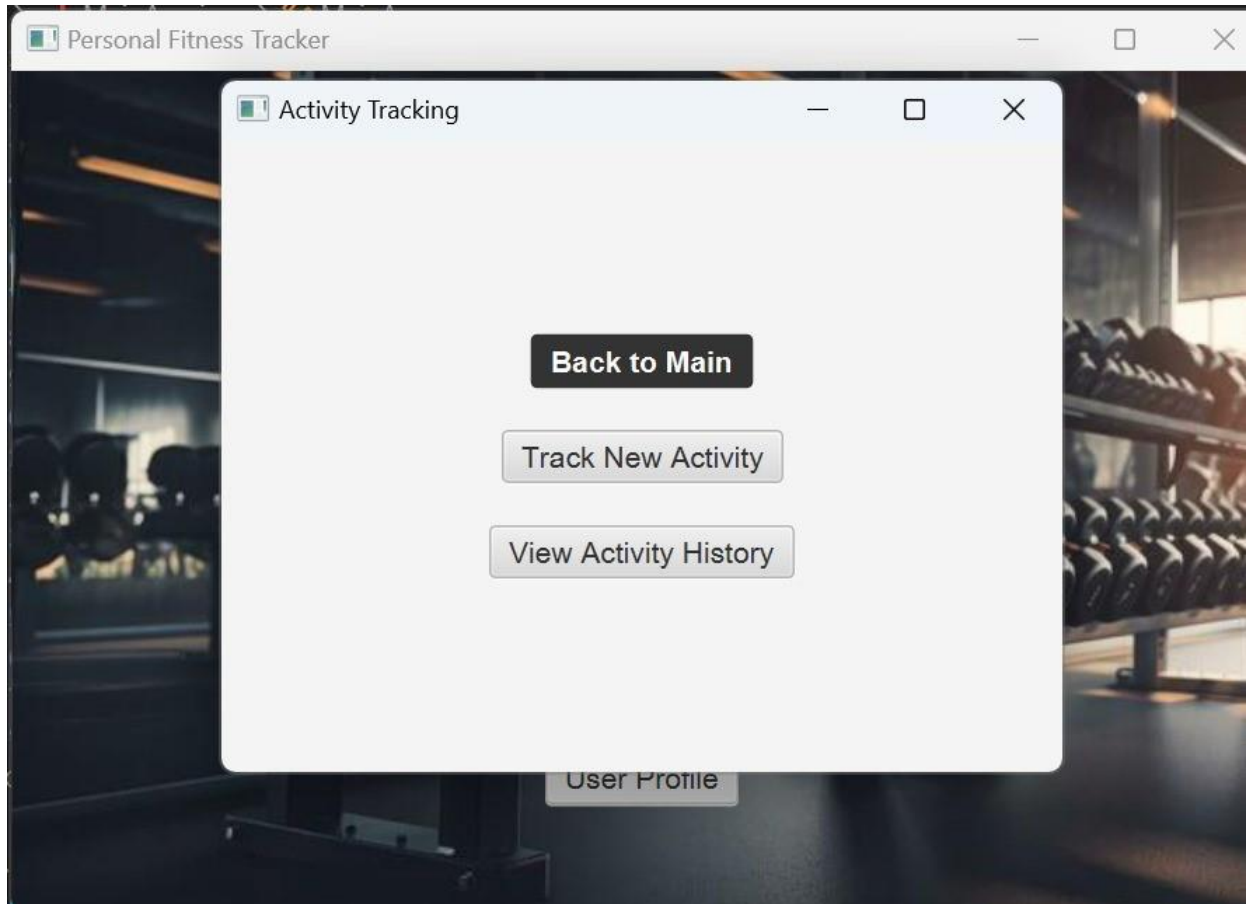 Personal Fitness Tracker
Activity Tracking
Back to Main
Track New Activity
View Activity History
User Profile